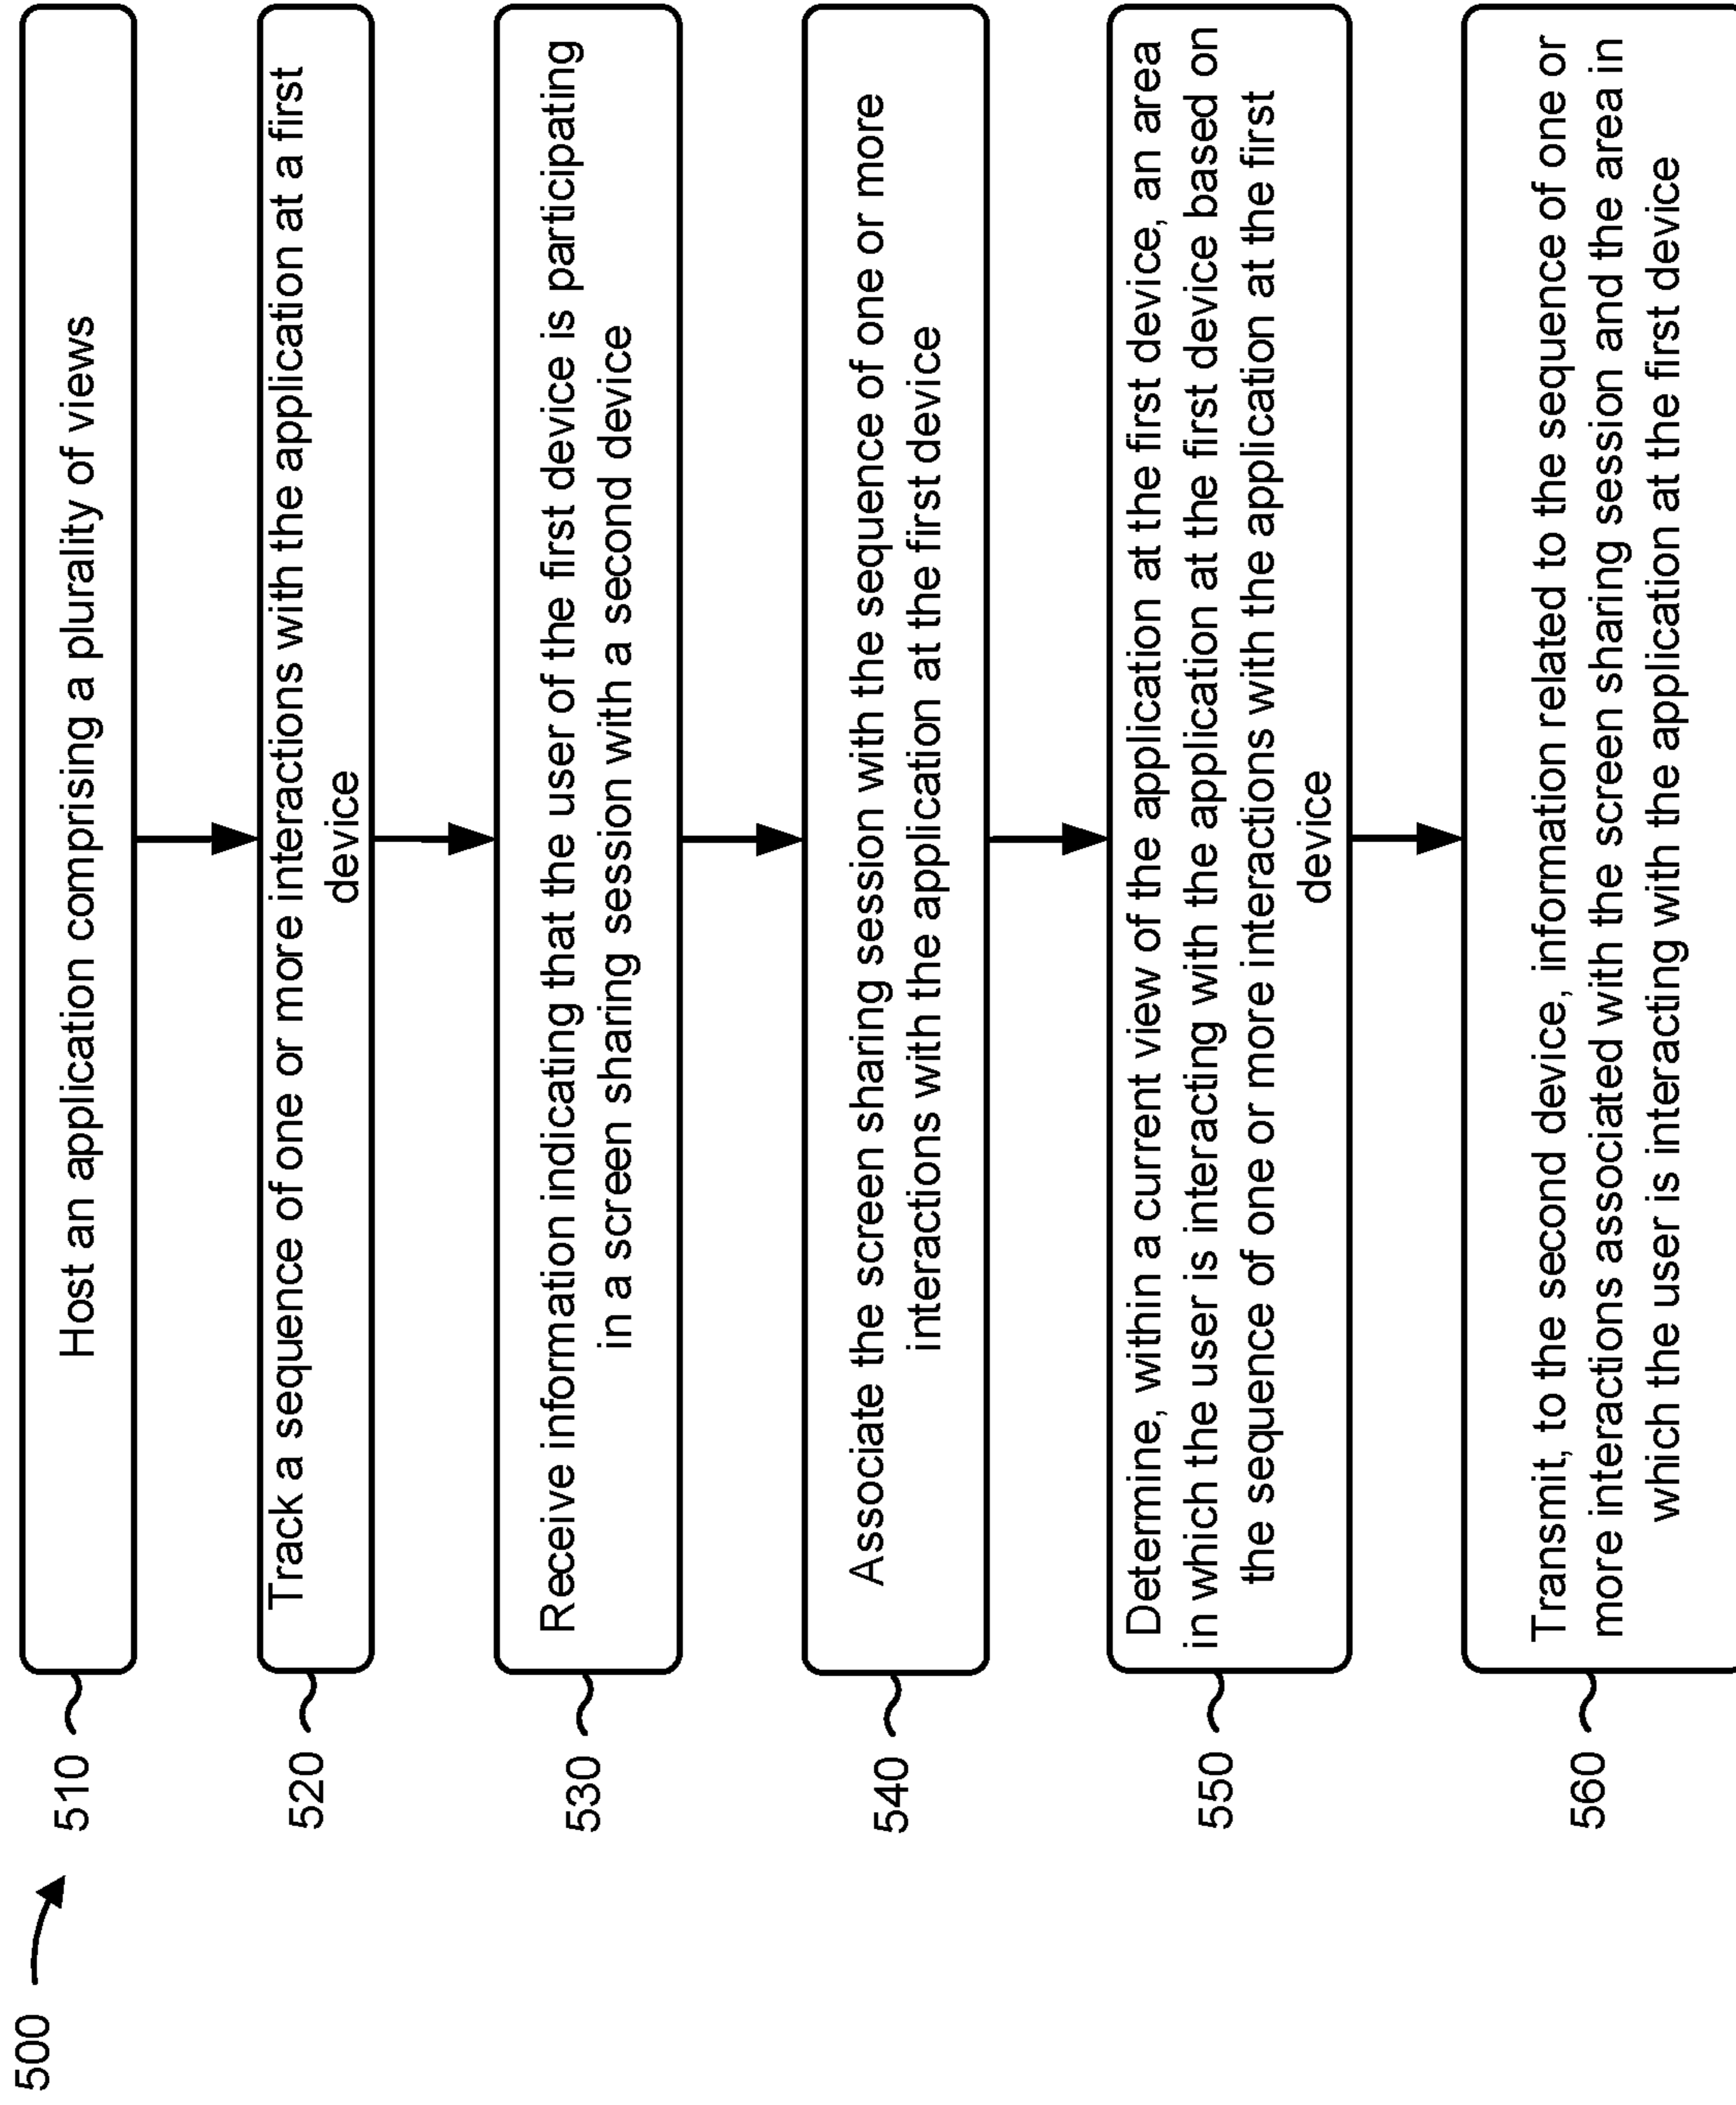 500
510
Host an application comprising a plurality of views
520
Track a sequence of one or more interactions with the application at a first
device
530
Receive information indicating that the user of the first device is participating
in a screen sharing session with a second device
540
Associate the screen sharing session with the sequence of one or more
interactions with the application at the first device
550
Determine, within a current view of the application at the first device, an area
in which the user is interacting with the application at the first device based on
the sequence of one or more interactions with the application at the first
device
560
Transmit, to the second device, information related to the sequence of one or
more interactions associated with the screen sharing session and the area in
which the user is interacting with the application at the first device